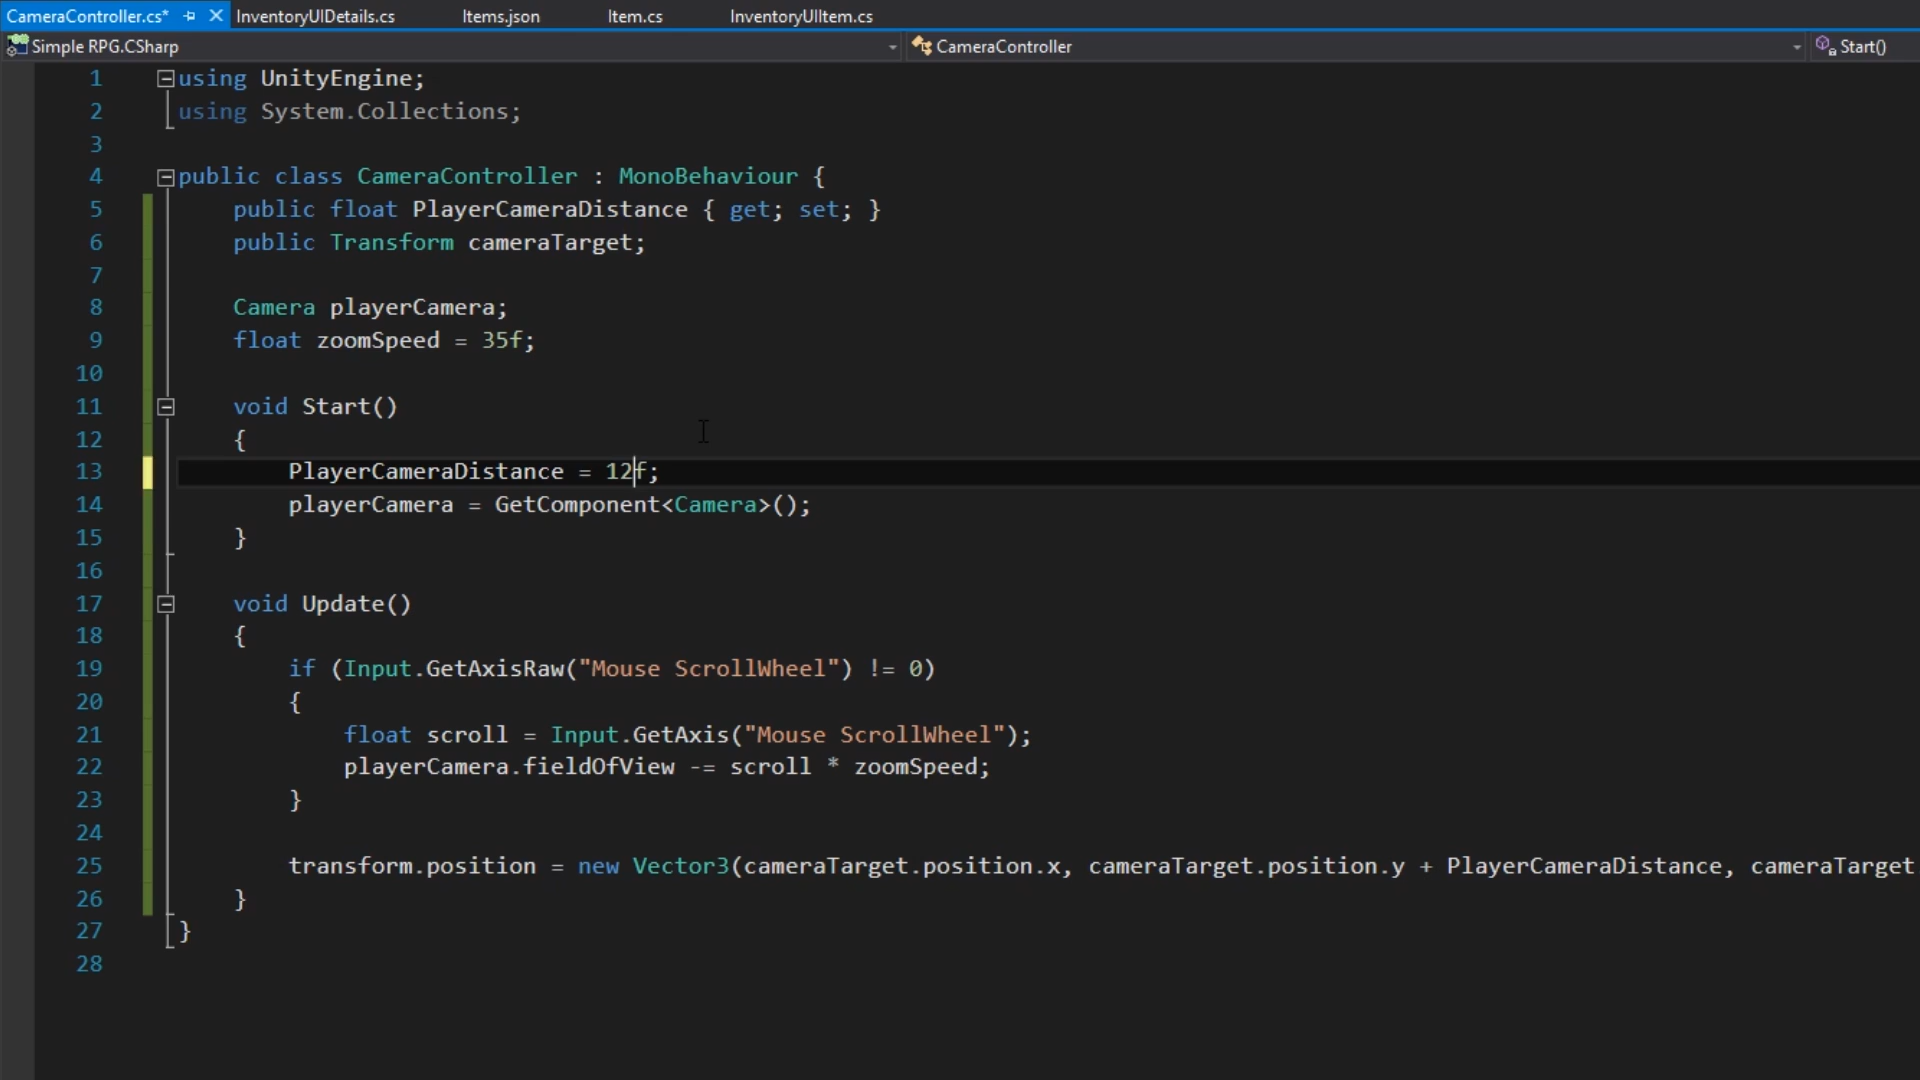 CameraController.cs* InventoryUIDetails.cs Items.json Item.cs InventoryUIItem.cs
Simple RPG.CSharp CameraController Start()
1 using UnityEngine;
2 using System.Collections;
3
4 public class CameraController : MonoBehaviour {
5 public float PlayerCameraDistance { get; set; }
6 public Transform cameraTarget;
7
8 Camera playerCamera;
9 float zoomSpeed = 35f;
10
11 void Start()
12 {
13 PlayerCameraDistance = 12f;
14 playerCamera = GetComponent<Camera>();
15 }
16
17 void Update()
18 {
19 if (Input.GetAxisRaw("Mouse ScrollWheel") != 0)
20 {
21 float scroll = Input.GetAxis("Mouse ScrollWheel");
22 playerCamera.fieldOfView -= scroll * zoomSpeed;
23 }
24
25 transform.position = new Vector3(cameraTarget.position.x, cameraTarget.position.y + PlayerCameraDistance, cameraTarget.
26 }
27 }
28